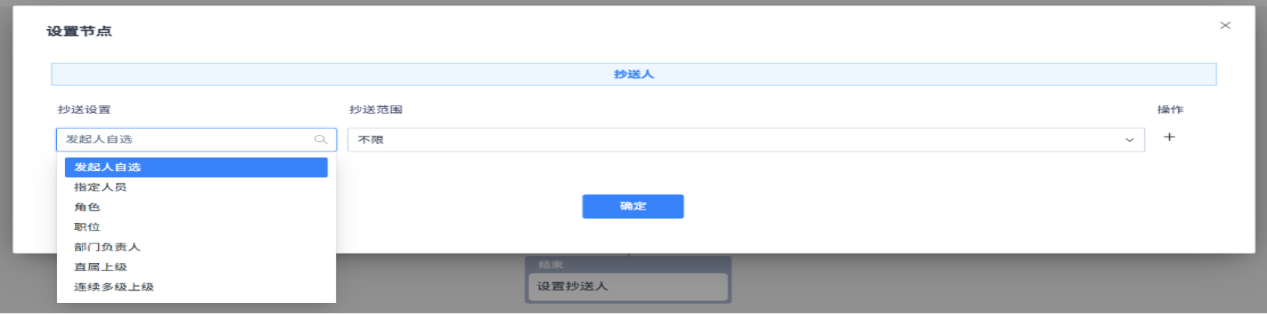 设置节点
抄送人
抄送设置 抄送范围 操作
发起人自选 不限
发起人自选
指定人员
角色
职位
部门负责人
直属上级
连续多级上级
确定
结束
设置抄送人